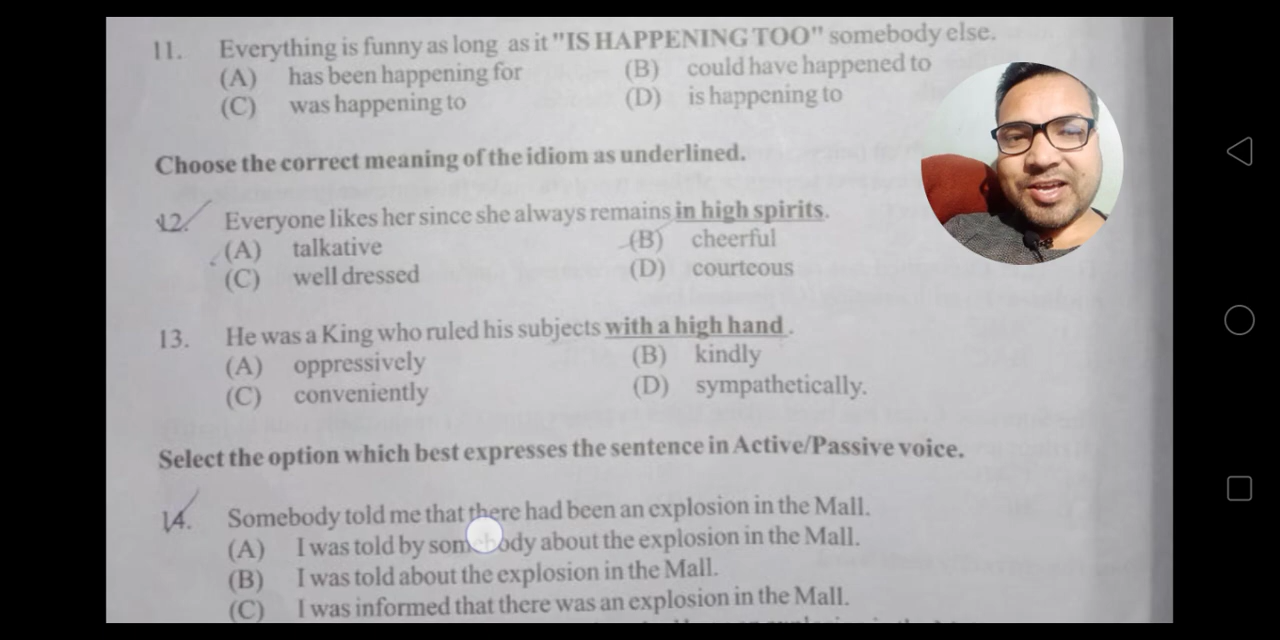 11. Everything is funny as long as it "IS HAPPENING TOO" somebody else.
(A) has been happening for (B) could have happened to
(C) was happening to (D) is happening to
Choose the correct meaning of the idiom as underlined.
12. Everyone likes her since she always remains in high spirits.
(A) talkative (B) cheerful
(C) well dressed (D) courteous
13. He was a King who ruled his subjects with a high hand.
(A) oppressively (B) kindly
(C) conveniently (D) sympathetically.
Select the option which best expresses the sentence in Active/Passive voice.
14. Somebody told me that there had been an explosion in the Mall.
(A) I was told by somebody about the explosion in the Mall.
(B) I was told about the explosion in the Mall.
(C) I was informed that there was an explosion in the Mall.